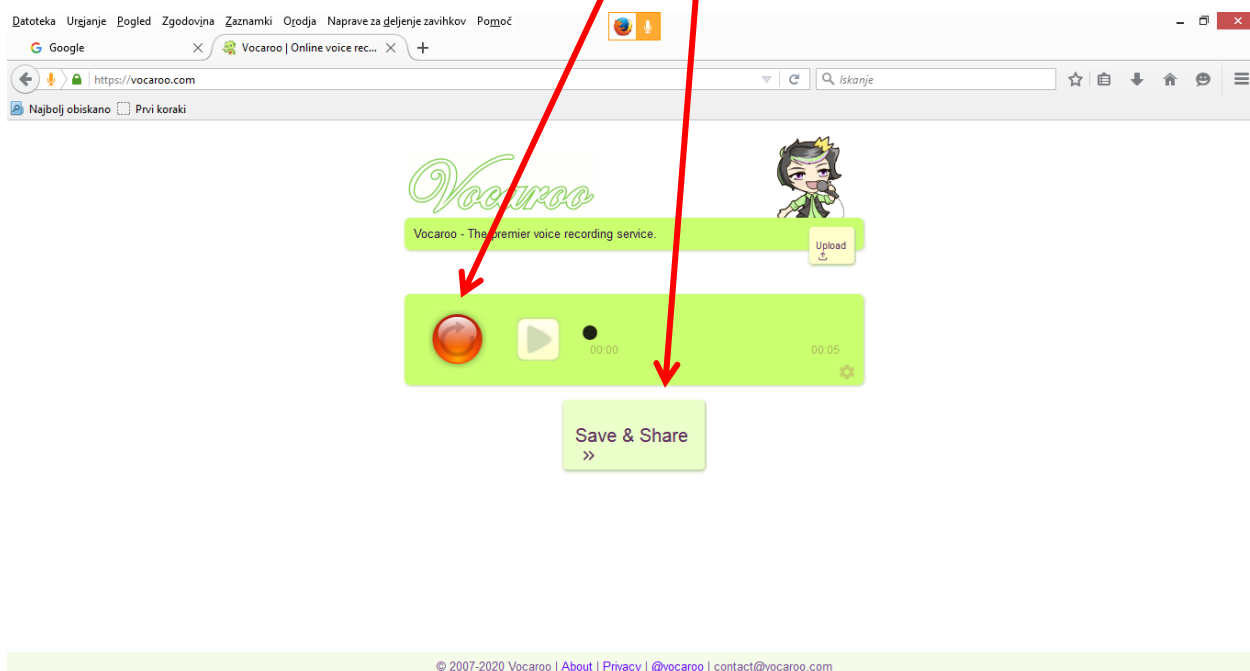 Datoteka Urejanje Pogled Zgodovina Zaznamki Orodja Naprave za deljenje zavihkov Pomoč
Google Vocaroo | Online voice rec...
https://vocaroo.com Iskanje
Najbolj obiskano Prvi koraki
Vocaroo
Vocaroo - The premier voice recording service.
Upload
00:00 00:05
Save & Share
»
© 2007-2020 Vocaroo | About | Privacy | @vocaroo | contact@vocaroo.com